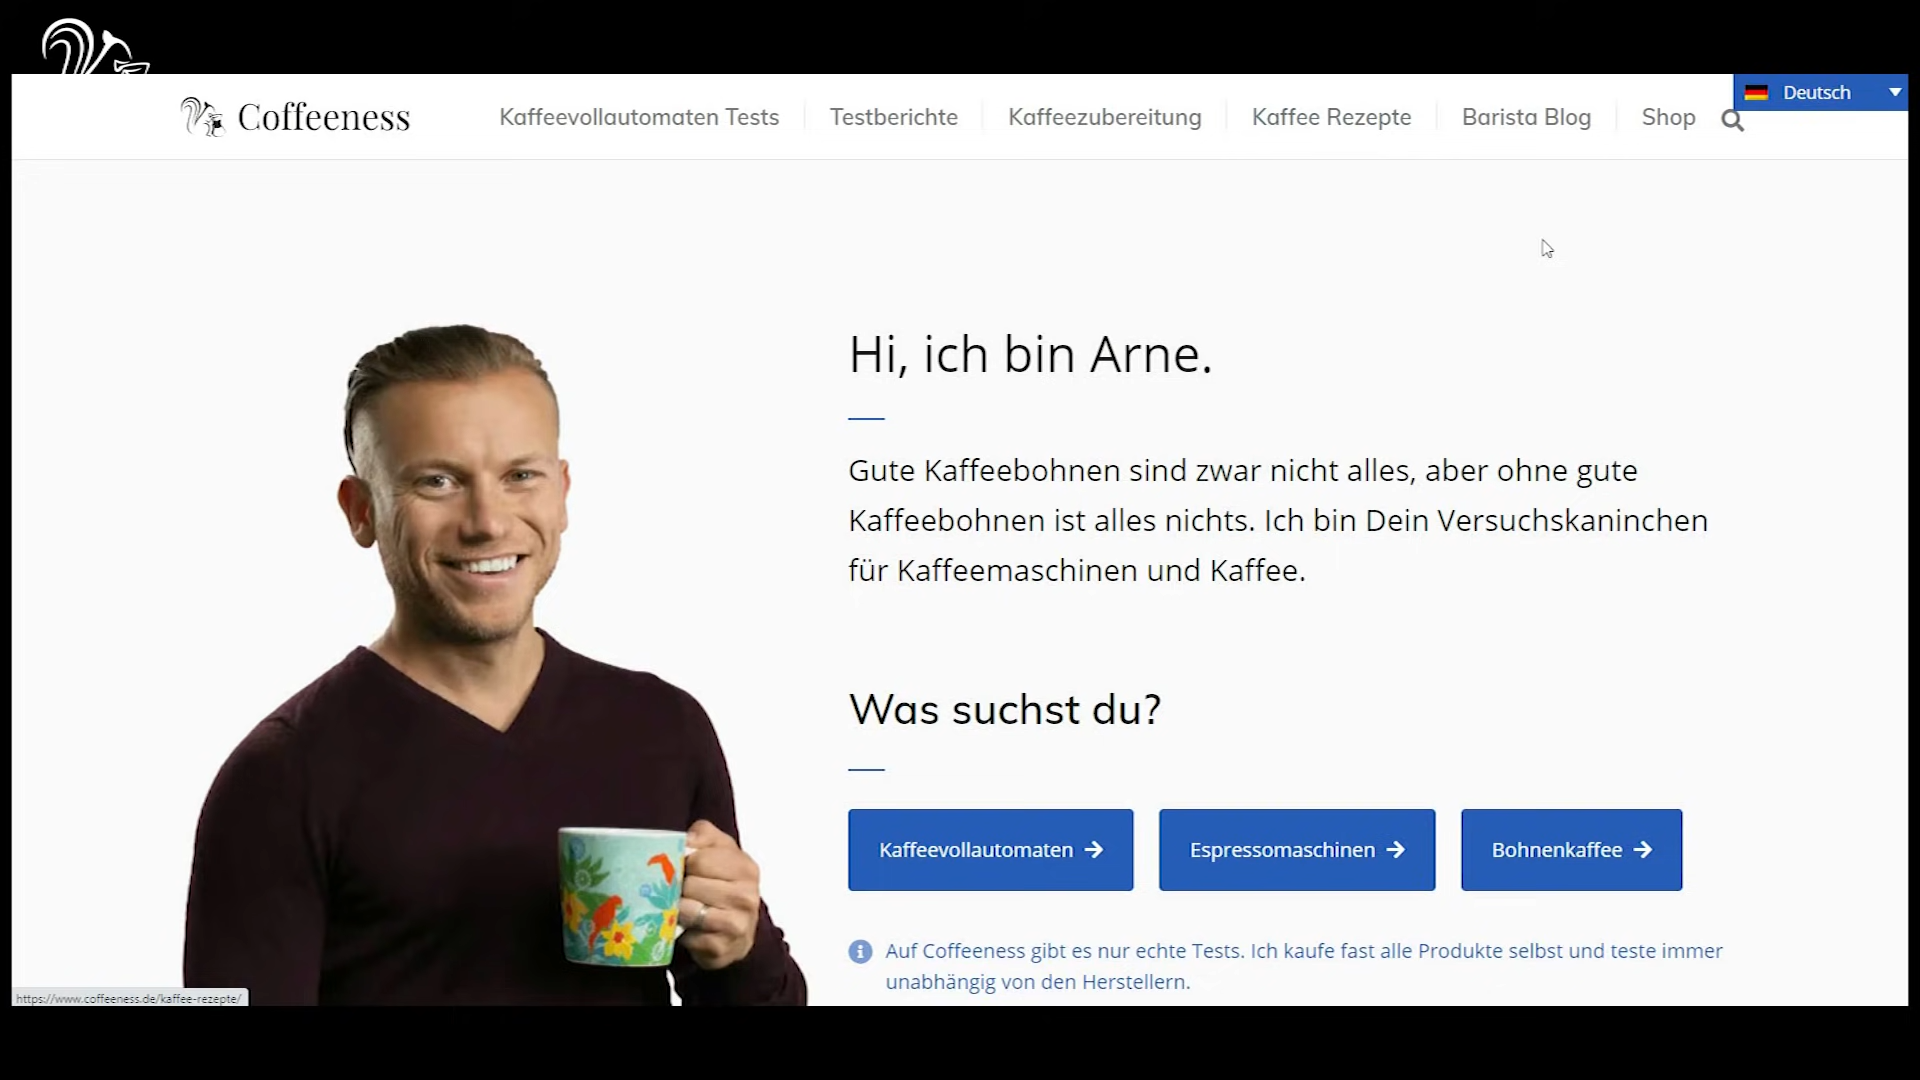 Coffeeness
Kaffeevollautomaten Tests
Testberichte
Kaffeezubereitung
Kaffee Rezepte
Barista Blog
Shop
Deutsch
Hi, ich bin Arne.
Gute Kaffeebohnen sind zwar nicht alles, aber ohne gute
Kaffeebohnen ist alles nichts. Ich bin Dein Versuchskaninchen
für Kaffeemaschinen und Kaffee.
Was suchst du?
Kaffeevollautomaten
Espressomaschinen
Bohnenkaffee
Auf Coffeeness gibt es nur echte Tests. Ich kaufe fast alle Produkte selbst und teste immer
unabhängig von den Herstellern.
https://www.coffeeness.de/kaffee-rezepte/